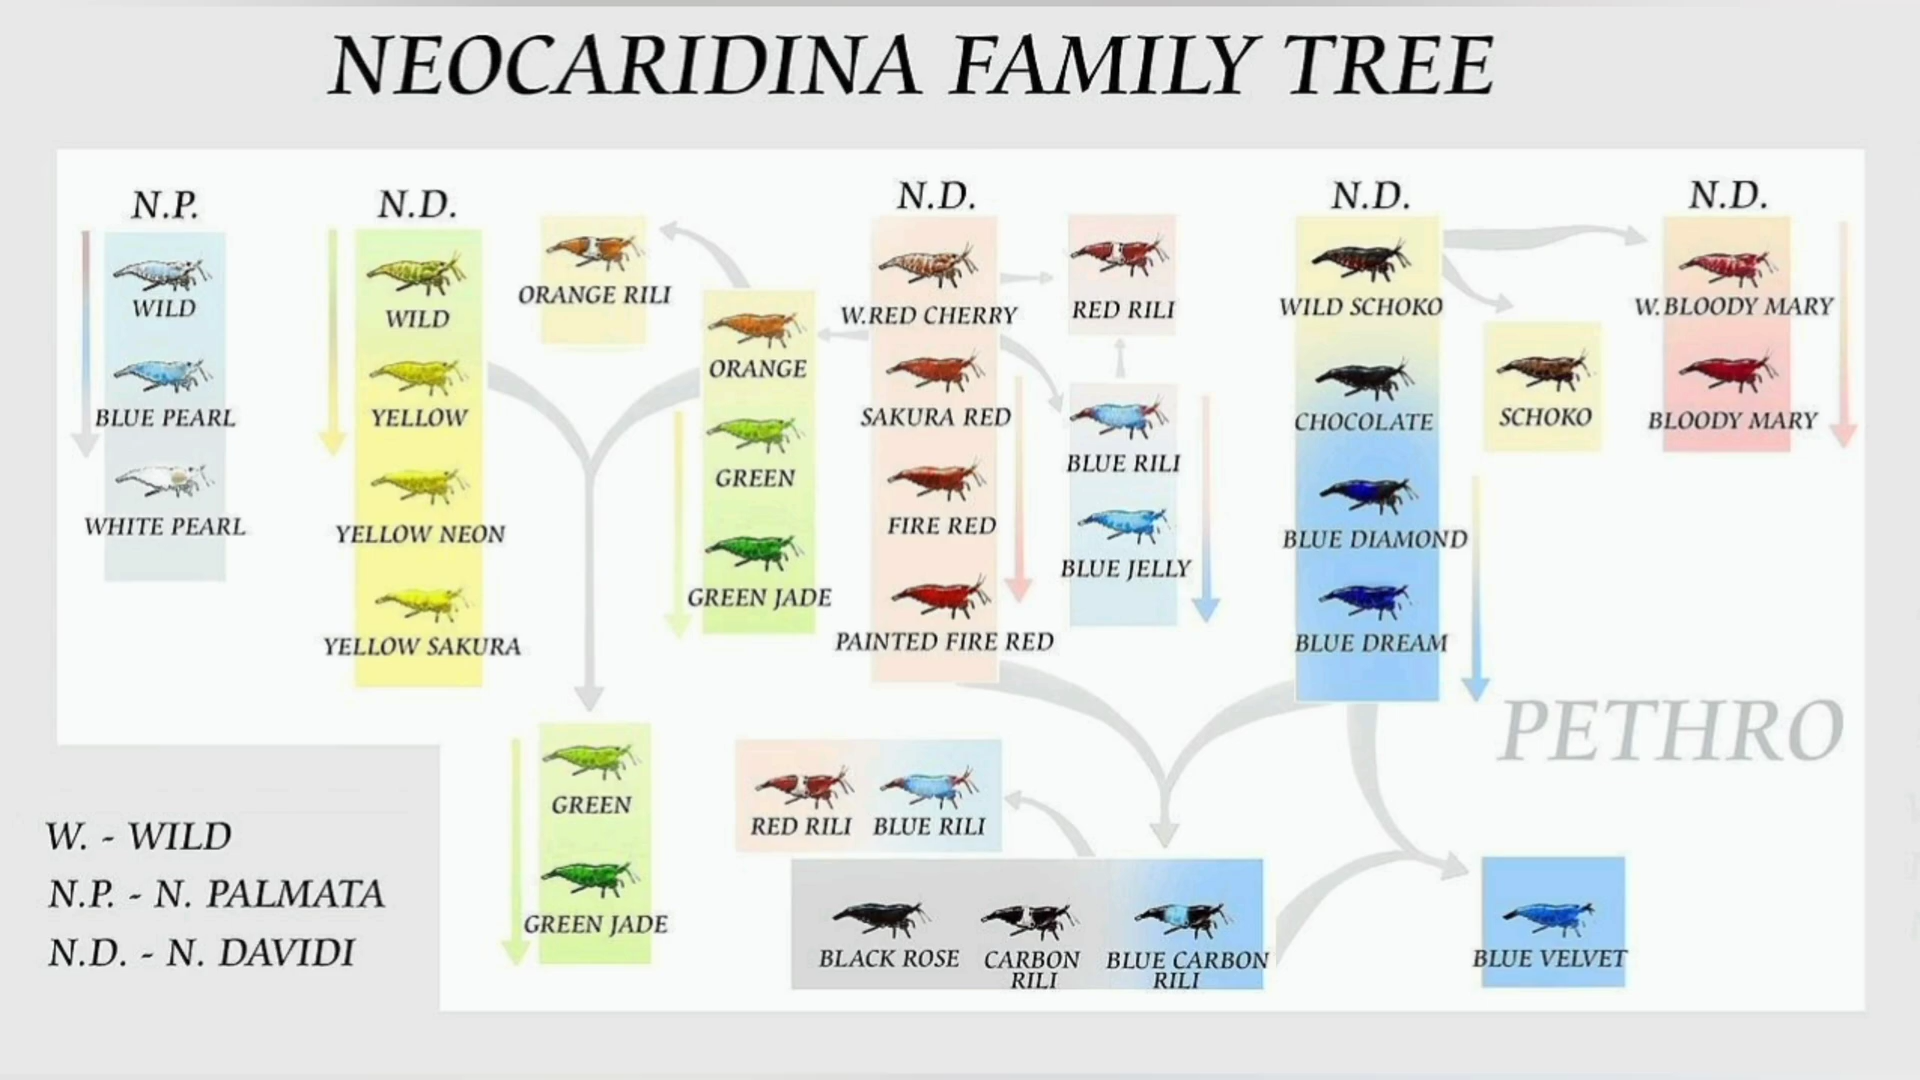 NEOCARIDINA FAMILY TREE
N.P.
WILD
BLUE PEARL
WHITE PEARL
N.D.
WILD
YELLOW
YELLOW NEON
YELLOW SAKURA
ORANGE RILI
ORANGE
GREEN
GREEN JADE
N.D.
W.RED CHERRY
SAKURA RED
FIRE RED
PAINTED FIRE RED
RED RILI
BLUE RILI
BLUE JELLY
N.D.
WILD SCHOKO
CHOCOLATE
BLUE DIAMOND
BLUE DREAM
SCHOKO
N.D.
W.BLOODY MARY
BLOODY MARY
PETHRO
GREEN
GREEN JADE
RED RILI
BLUE RILI
BLACK ROSE
CARBON
RILI
BLUE CARBON
RILI
BLUE VELVET
W. - WILD
N.P. - N. PALMATA
N.D. - N. DAVIDI